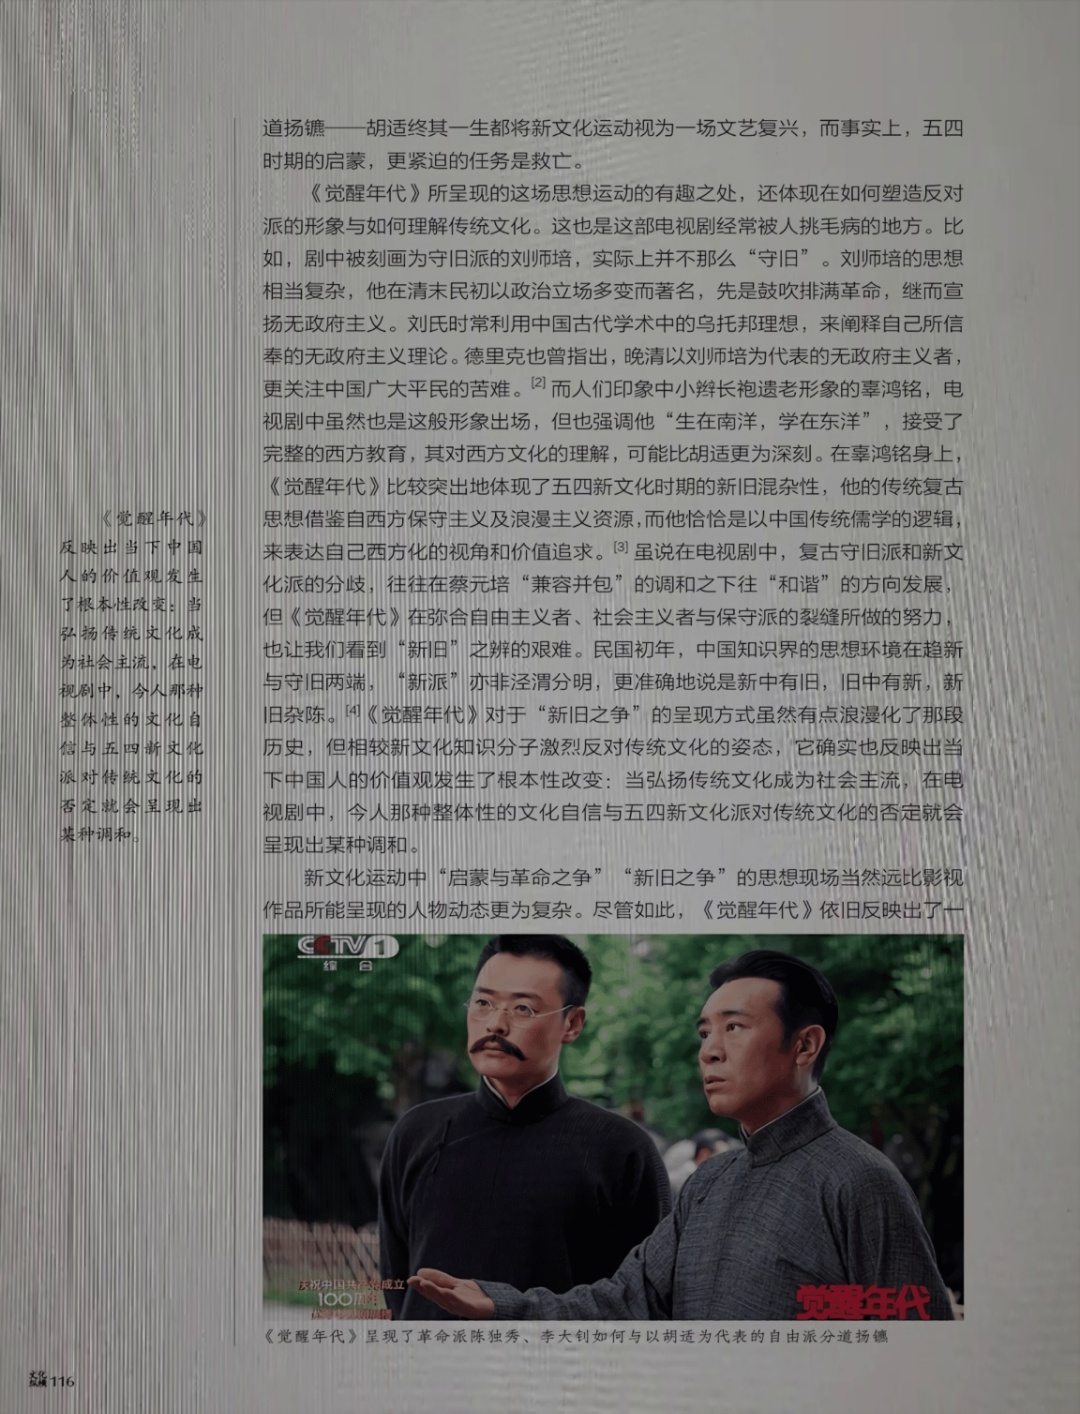 道扬镳——胡适终其一生都将新文化运动视为一场文艺复兴，而事实上，五四
时期的启蒙，更紧迫的任务是救亡。
《觉醒年代》所呈现的这场思想运动的有趣之处，还体现在如何塑造反对
派的形象与如何理解传统文化。这也是这部电视剧经常被人挑毛病的地方。比
如，剧中被刻画为守旧派的刘师培，实际上并不那么“守旧”。刘师培的思想
相当复杂，他在清末民初以政治立场多变而著名，先是鼓吹排满革命，继而宣
扬无政府主义。刘氏时常利用中国古代学术中的乌托邦理想，来阐释自己所信
奉的无政府主义理论。德里克也曾指出，晚清以刘师培为代表的无政府主义者，
更关注中国广大平民的苦难。[2] 而人们印象中小辫长袍遗老形象的辜鸿铭，电
视剧中虽然也是这般形象出场，但也强调他“生在南洋，学在东洋”，接受了
完整的西方教育，其对西方文化的理解，可能比胡适更为深刻。在辜鸿铭身上，
《觉醒年代》比较突出地体现了五四新文化时期的新旧混杂性，他的传统复古
思想借鉴自西方保守主义及浪漫主义资源，而他恰恰是以中国传统儒学的逻辑，
来表达自己西方化的视角和价值追求。[3] 虽说在电视剧中，复古守旧派和新文
化派的分歧，往往在蔡元培“兼容并包”的调和之下往“和谐”的方向发展，
但《觉醒年代》在弥合自由主义者、社会主义者与保守派的裂缝所做的努力，
也让我们看到“新旧”之辨的艰难。民国初年，中国知识界的思想环境在趋新
与守旧两端，“新派”亦非泾渭分明，更准确地说是新中有旧，旧中有新，新
旧杂陈。[4]《觉醒年代》对于“新旧之争”的呈现方式虽然有点浪漫化了那段
历史，但相较新文化知识分子激烈反对传统文化的姿态，它确实也反映出当
下中国人的价值观发生了根本性改变：当弘扬传统文化成为社会主流，在电
视剧中，今人那种整体性的文化自信与五四新文化派对传统文化的否定就会
呈现出某种调和。
新文化运动中“启蒙与革命之争”“新旧之争”的思想现场当然远比影视
作品所能呈现的人物动态更为复杂。尽管如此，《觉醒年代》依旧反映出了一
《觉醒年代》
反映出当下中国
人的价值观发生
了根本性改变：当
弘扬传统文化成
为社会主流，在电
视剧中，今人那种
整体性的文化自
信与五四新文化
派对传统文化的
否定就会呈现出
某种调和。
CCTV 1
综合
庆祝中国共产党成立
100周年
觉醒年代
《觉醒年代》呈现了革命派陈独秀、李大钊如何与以胡适为代表的自由派分道扬镳
文化
纵横 116